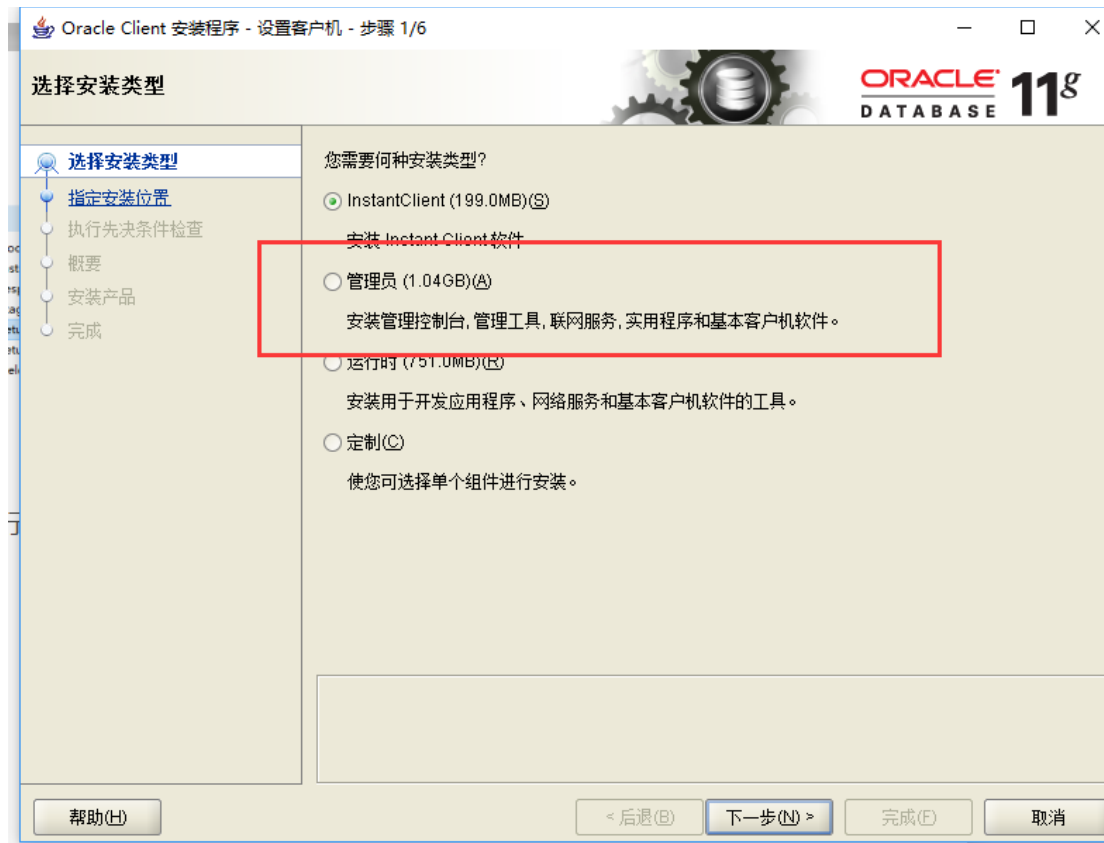 Oracle Client 安装程序 - 设置客户机 - 步骤 1/6
选择安装类型
ORACLE
DATABASE
11g
选择安装类型
指定安装位置
执行先决条件检查
概要
安装产品
完成
您需要何种安装类型?
InstantClient (199.0MB)(S)
安装 Instant Client 软件
管理员 (1.04GB)(A)
安装管理控制台,管理工具,联网服务,实用程序和基本客户机软件。
运行时 (751.0MB)(R)
安装用于开发应用程序、网络服务和基本客户机软件的工具。
定制(C)
使您可选择单个组件进行安装。
帮助(H)
< 后退(B)
下一步(N) >
完成(F)
取消